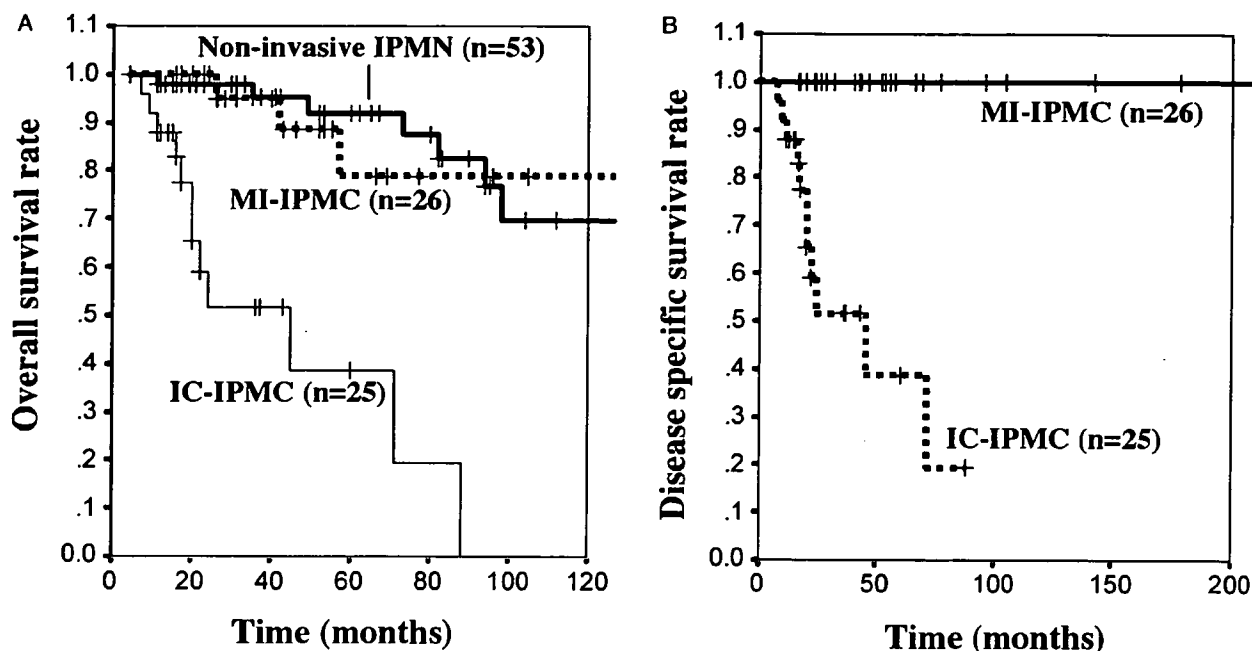 A
Overall survival rate
1.1
1.0
.9
.8
.7
.6
.5
.4
.3
.2
.1
0.0
Non-invasive IPMN (n=53)
MI-IPMC (n=26)
IC-IPMC (n=25)
0 20 40 60 80 100 120
Time (months)
B
Disease specific survival rate
1.1
1.0
.9
.8
.7
.6
.5
.4
.3
.2
.1
0.0
MI-IPMC (n=26)
IC-IPMC (n=25)
0 50 100 150 200
Time (months)